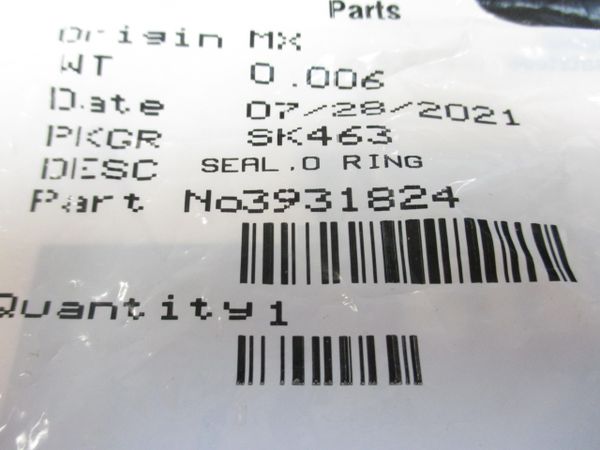 Parts
Origin MX
WT 0.006
Date 07/28/2021
PKGR SK463
DESC SEAL,O RING
Part No3931824
Quantity1